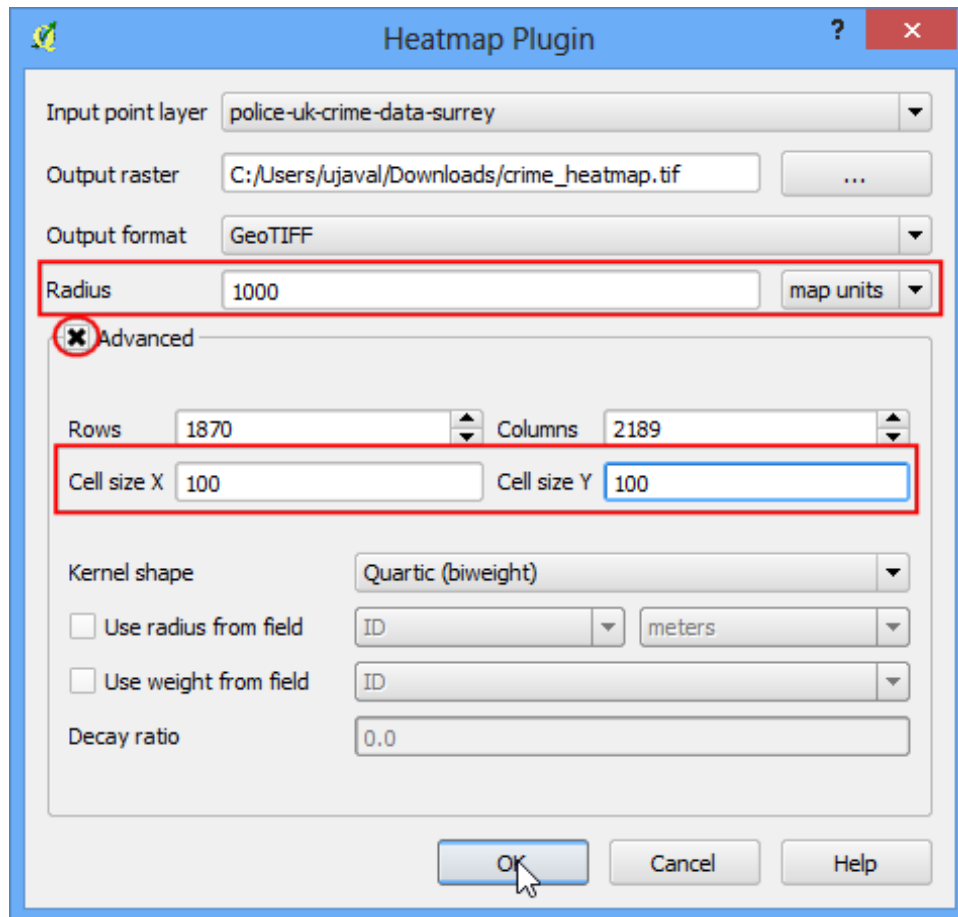 Heatmap Plugin ?
Input point layer police-uk-crime-data-surrey
Output raster C:/Users/ujaval/Downloads/crime_heatmap.tif ...
Output format GeoTIFF
Radius 1000 map units
Advanced
Rows 1870 Columns 2189
Cell size X 100 Cell size Y 100
Kernel shape Quartic (biweight)
Use radius from field ID meters
Use weight from field ID
Decay ratio 0.0
OK Cancel Help